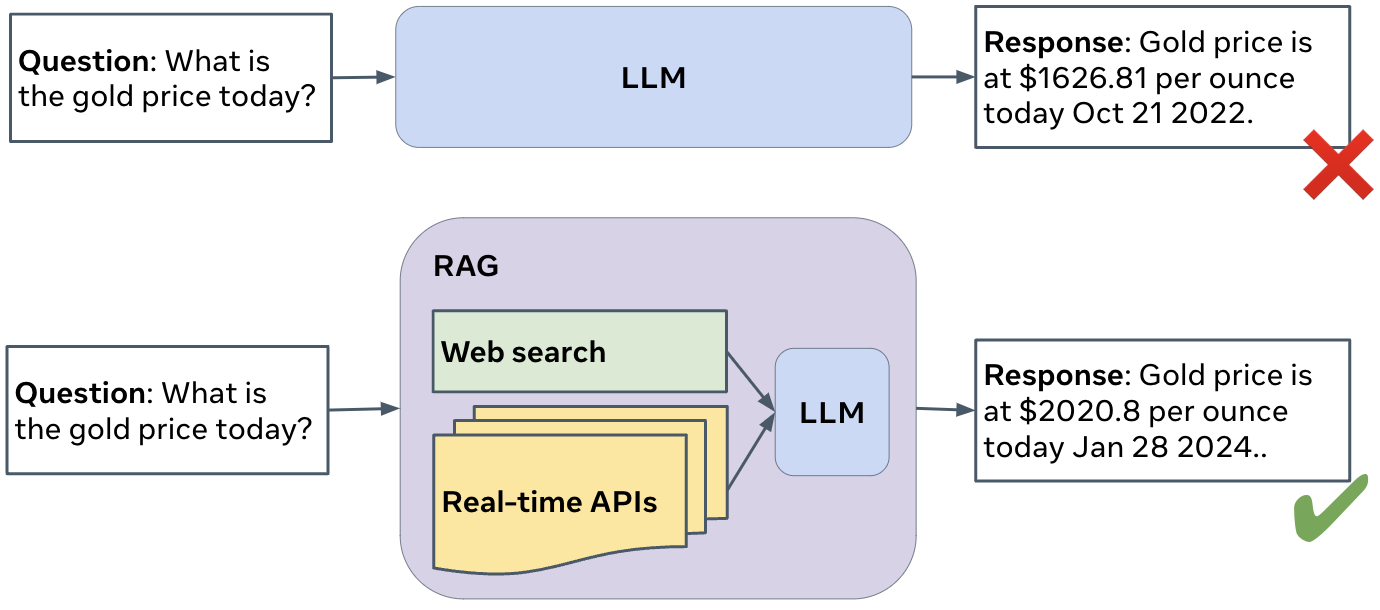 Question: What is
the gold price today?
LLM
Response: Gold price is
at $1626.81 per ounce
today Oct 21 2022.
RAG
Web search
Real-time APIs
LLM
Question: What is
the gold price today?
Response: Gold price is
at $2020.8 per ounce
today Jan 28 2024..